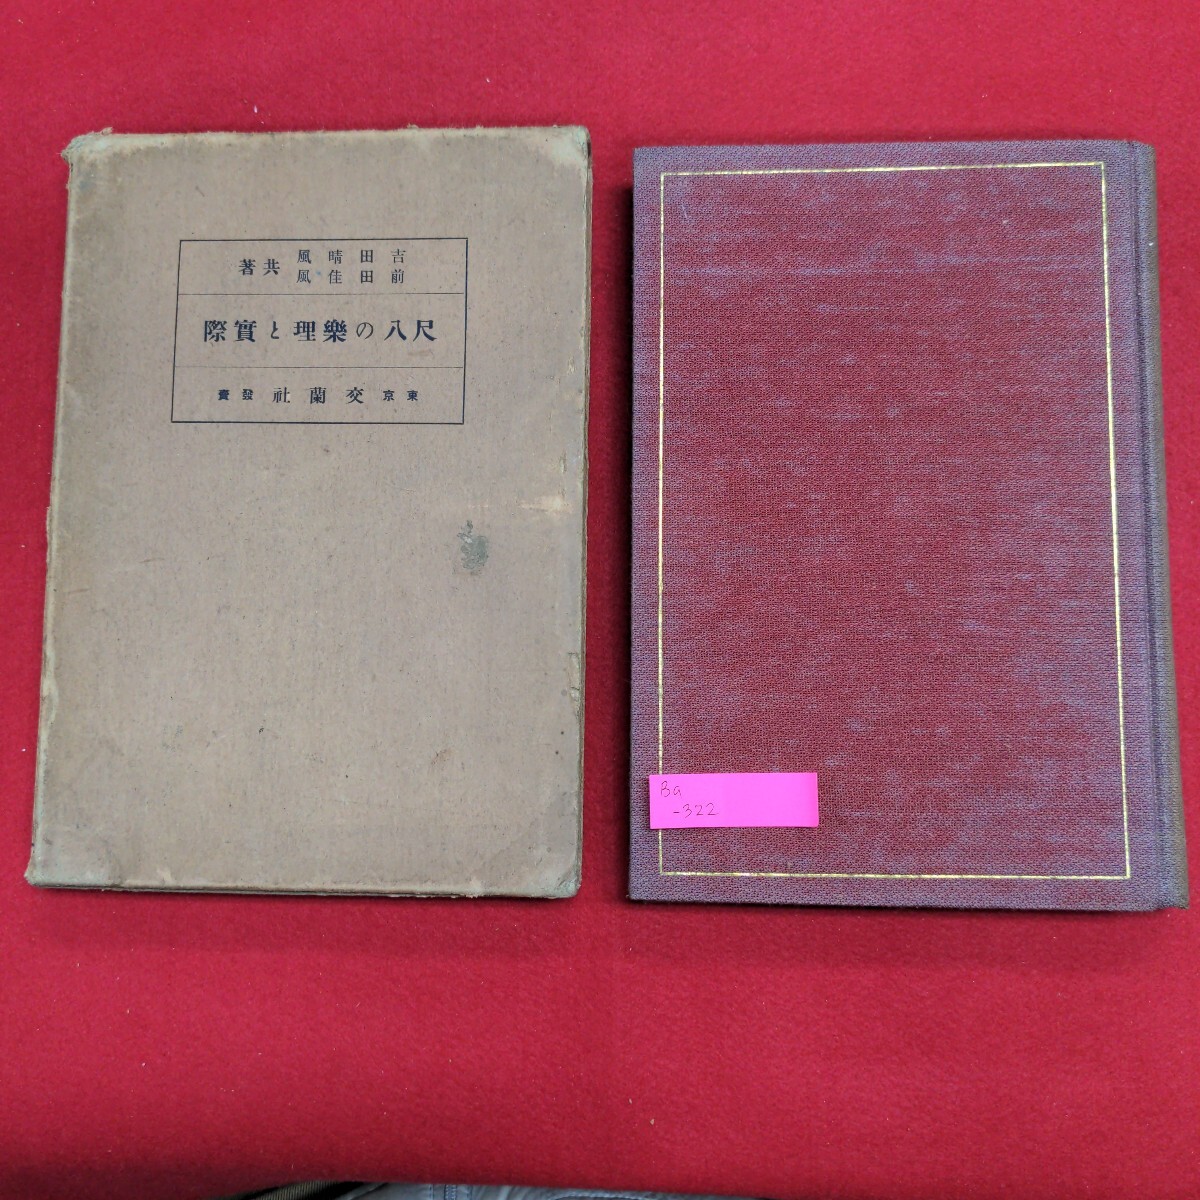 吉田晴風
前田佳風
共著
尺八の樂理と實際
東京 交蘭社 發賣
Ba
-322